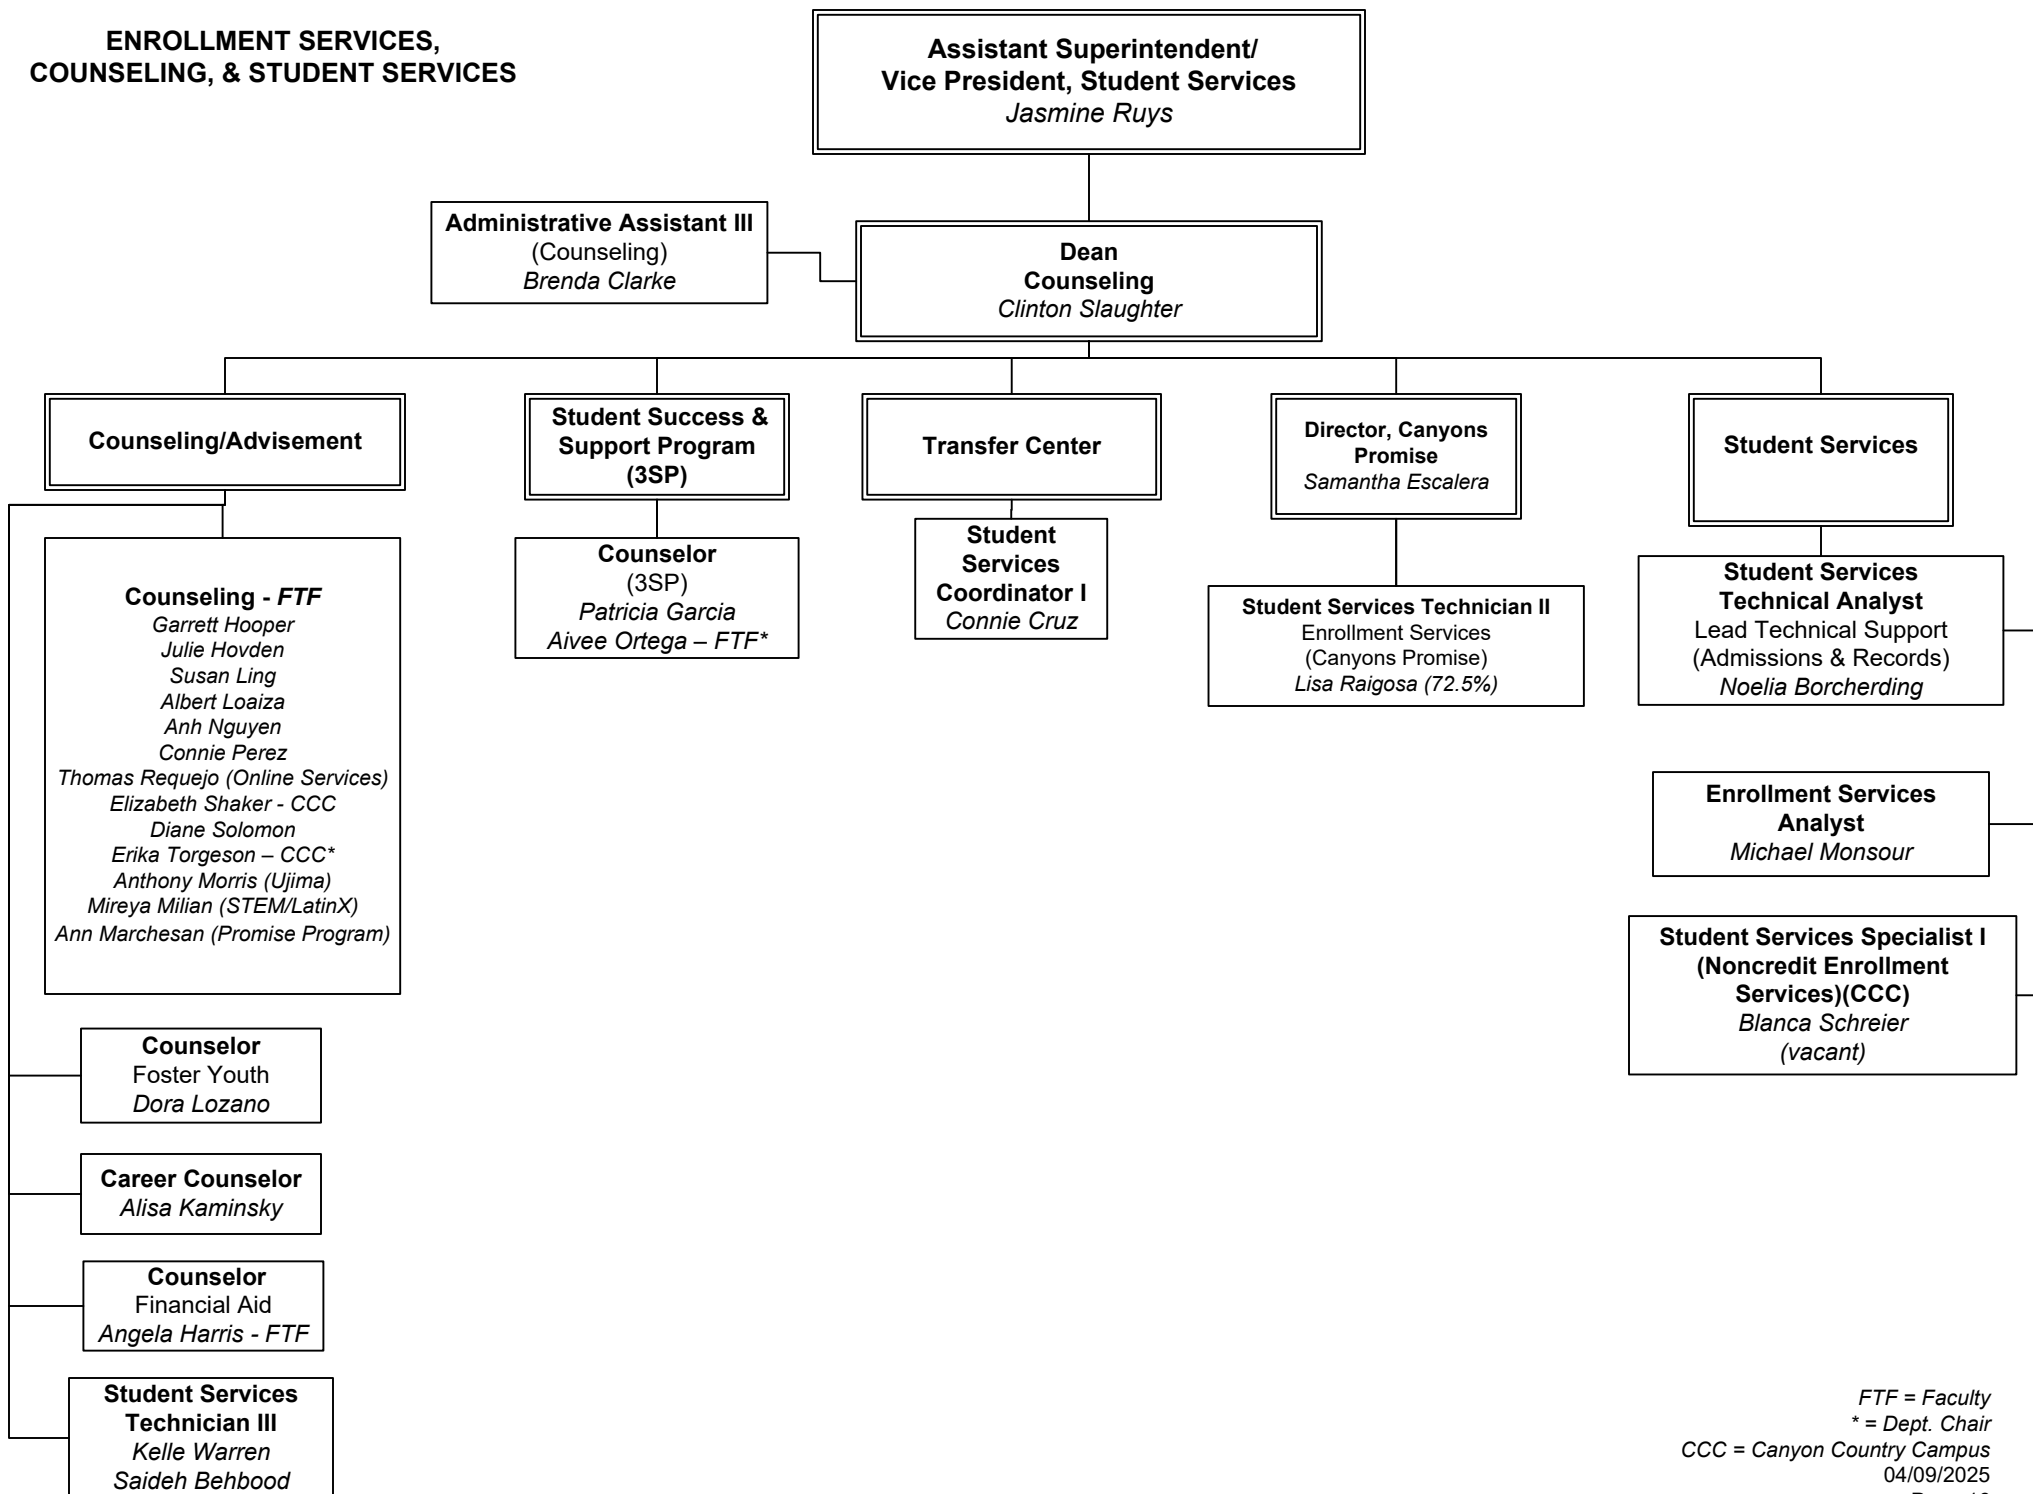 ENROLLMENT SERVICES,
COUNSELING, & STUDENT SERVICES
Assistant Superintendent/
Vice President, Student Services
Jasmine Ruys
Administrative Assistant III
(Counseling)
Brenda Clarke
Dean
Counseling
Clinton Slaughter
Counseling/Advisement
Student Success &
Support Program
(3SP)
Transfer Center
Director, Canyons
Promise
Samantha Escalera
Student Services
Counseling - FTF
Garrett Hooper
Julie Hovden
Susan Ling
Albert Loaiza
Anh Nguyen
Connie Perez
Thomas Requejo (Online Services)
Elizabeth Shaker - CCC
Diane Solomon
Erika Torgeson – CCC*
Anthony Morris (Ujima)
Mireya Milian (STEM/LatinX)
Ann Marchesan (Promise Program)
Counselor
Foster Youth
Dora Lozano
Career Counselor
Alisa Kaminsky
Counselor
Financial Aid
Angela Harris - FTF
Student Services
Technician III
Kelle Warren
Saideh Behbood
Counselor
(3SP)
Patricia Garcia
Aivee Ortega – FTF*
Student
Services
Coordinator I
Connie Cruz
Student Services Technician II
Enrollment Services
(Canyons Promise)
Lisa Raigosa (72.5%)
Student Services
Technical Analyst
Lead Technical Support
(Admissions & Records)
Noelia Borcherding
Enrollment Services
Analyst
Michael Monsour
Student Services Specialist I
(Noncredit Enrollment
Services)(CCC)
Blanca Schreier
(vacant)
FTF = Faculty
* = Dept. Chair
CCC = Canyon Country Campus
04/09/2025